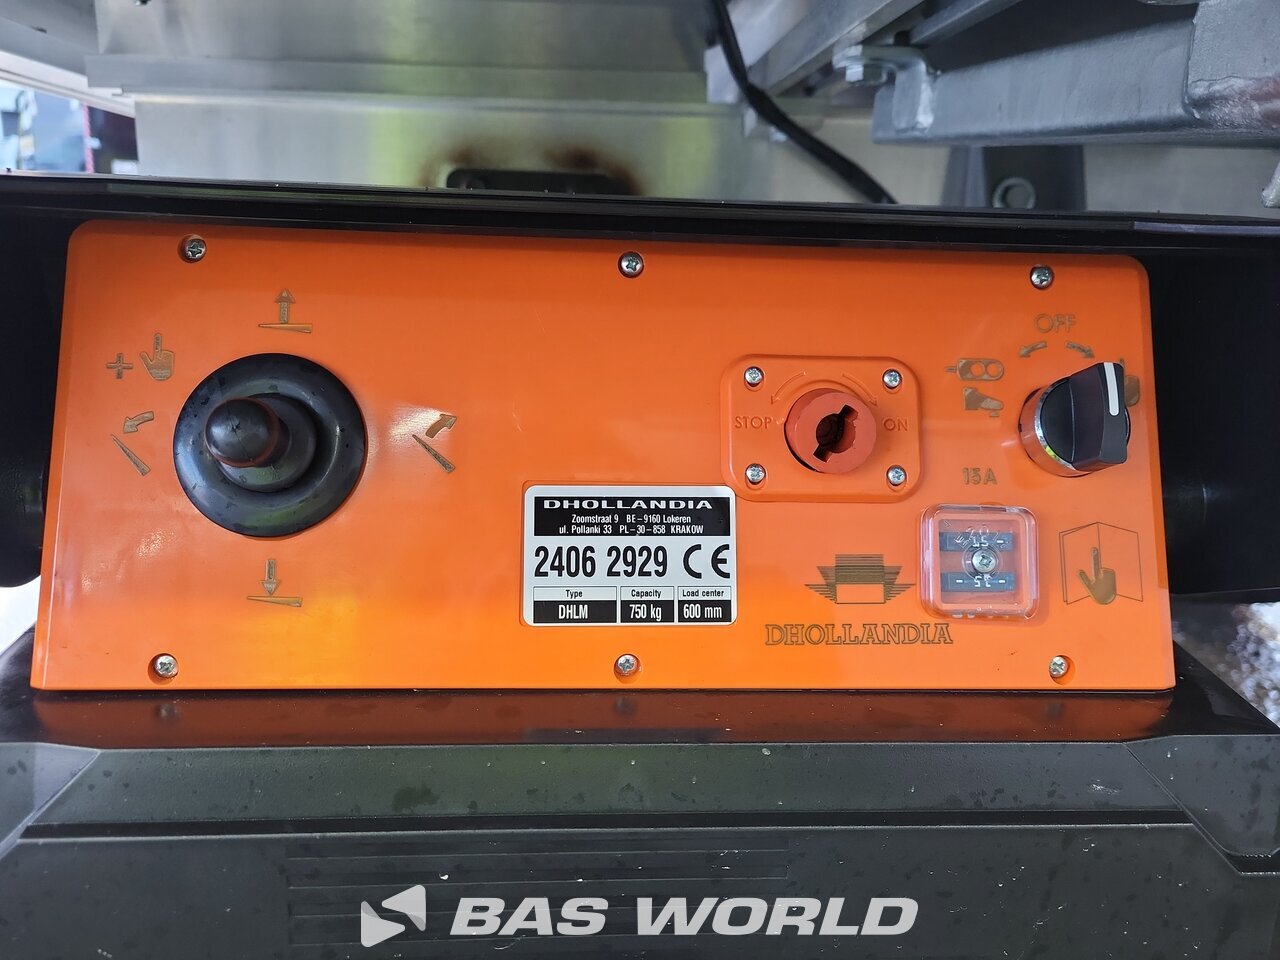 OFF
STOP
ON
15A
DHOLLANDIA
Zoomstraat 9 BE-9160 Lokeren
ul. Pollanki 33 PL-30-858 KRAKOW
2406 2929 CE
Type
Capacity
Load center
DHLM
750 kg
600 mm
DHOLLANDIA
BAS WORLD